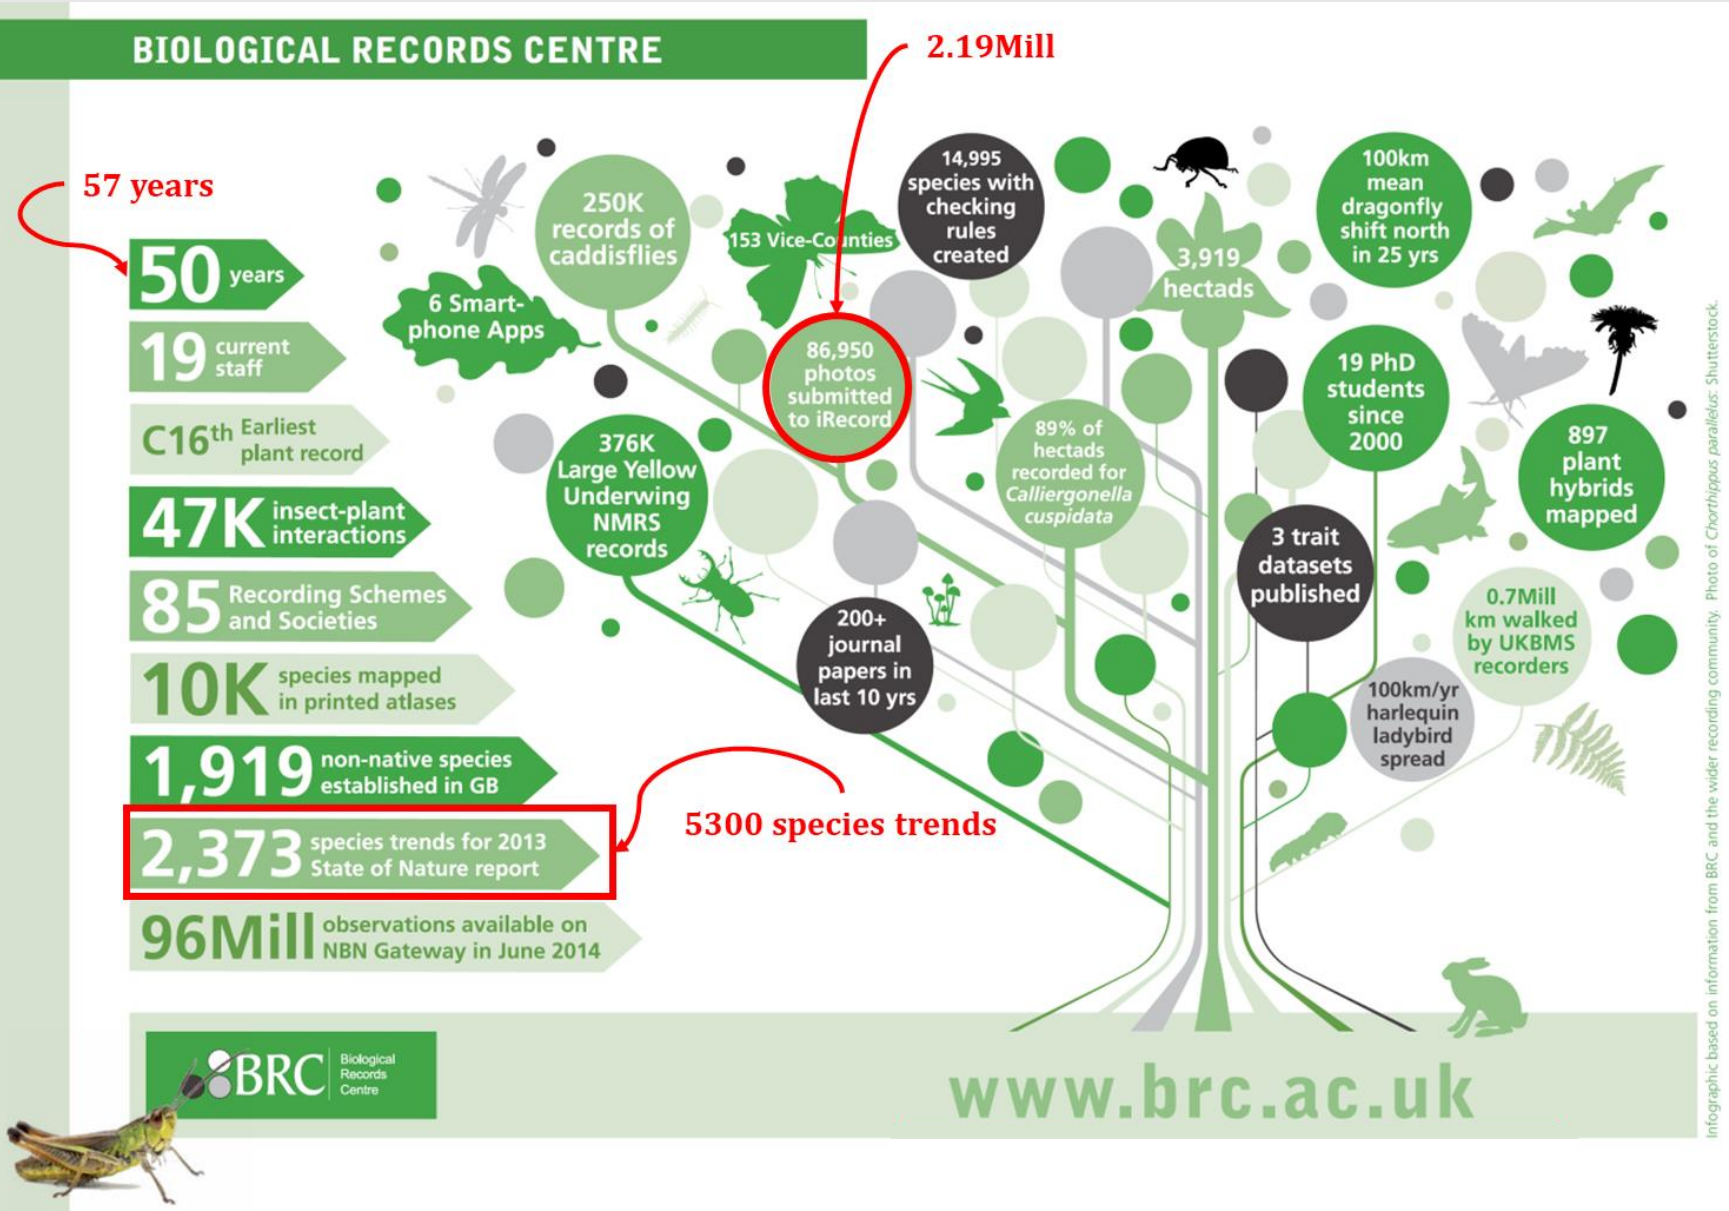 BIOLOGICAL RECORDS CENTRE
2.19Mill
57 years
50 years
19 current
staff
C16th Earliest
plant record
47K insect-plant
interactions
85 Recording Schemes
and Societies
10K species mapped
in printed atlases
1,919 non-native species
established in GB
2,373 species trends for 2013
State of Nature report
96Mill observations available on
NBN Gateway in June 2014
5300 species trends
6 Smart-
phone Apps
250K
records of
caddisflies
153 Vice-Counties
14,995
species with
checking
rules
created
3,919
hectads
100km
mean
dragonfly
shift north
in 25 yrs
86,950
photos
submitted
to iRecord
376K
Large Yellow
Underwing
NMRS
records
89% of
hectads
recorded for
Calliergonella
cuspidata
19 PhD
students
since
2000
897
plant
hybrids
mapped
3 trait
datasets
published
200+
journal
papers in
last 10 yrs
0.7Mill
km walked
by UKBMS
recorders
100km/yr
harlequin
ladybird
spread
BRC
Biological
Records
Centre
www.brc.ac.uk
Infographic based on information from BRC and the wider recording community. Photo of Chorthippus parallelus: Shutterstock.